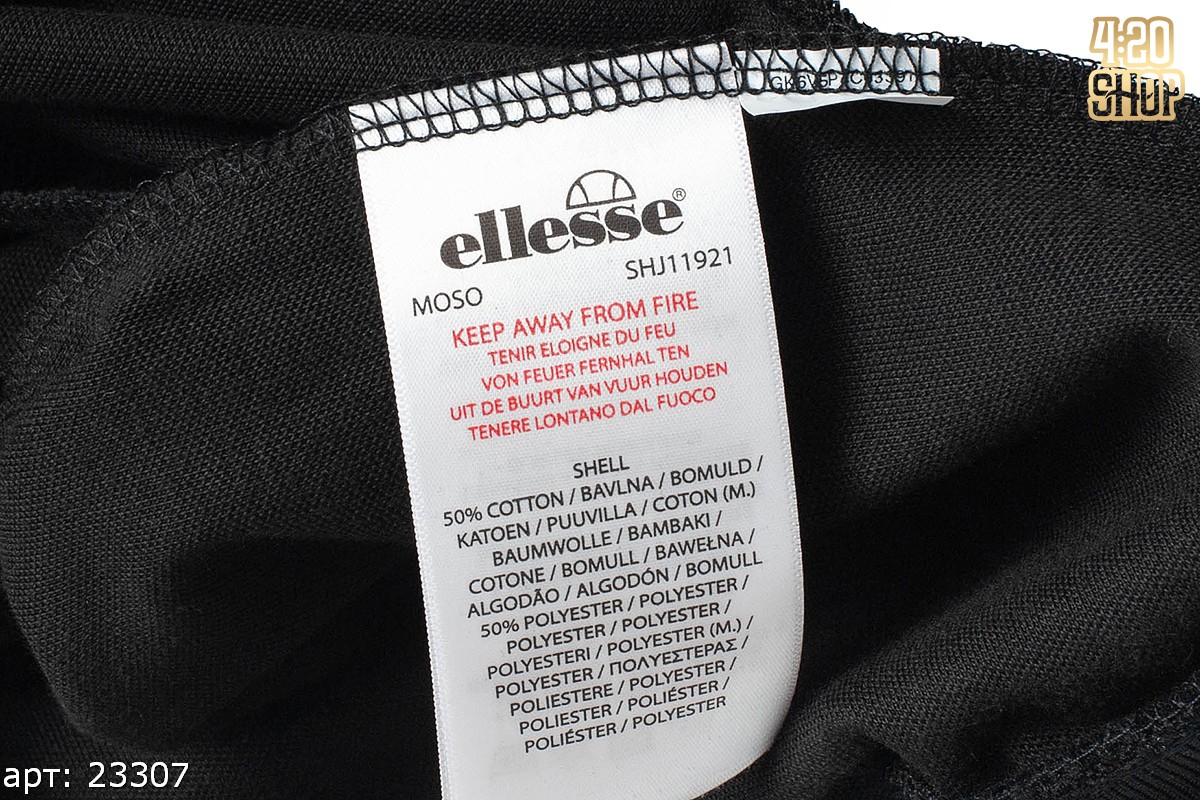 4:20
SHOP
ellesse®
SHJ11921
MOSO
KEEP AWAY FROM FIRE
TENIR ELOIGNE DU FEU
VON FEUER FERNHAL TEN
UIT DE BUURT VAN VUUR HOUDEN
TENERE LONTANO DAL FUOCO
SHELL
50% COTTON / BAVLNA / BOMULD /
KATOEN / PUUVILLA / COTON (M.)
BAUMWOLLE / BAMBAKI /
COTONE / BOMULL / BAWEŁNA /
ALGODÃO / ALGODÓN / BOMULL
50% POLYESTER / POLYESTER /
POLYESTER / POLYESTER /
POLYESTERI / POLYESTER (M.) /
POLYESTER / ΠΟΛΥΕΣΤΕΡΑΣ /
POLIESTERE / POLYESTER /
POLIESTER / POLIÉSTER /
POLIÉSTER / POLYESTER
арт: 23307